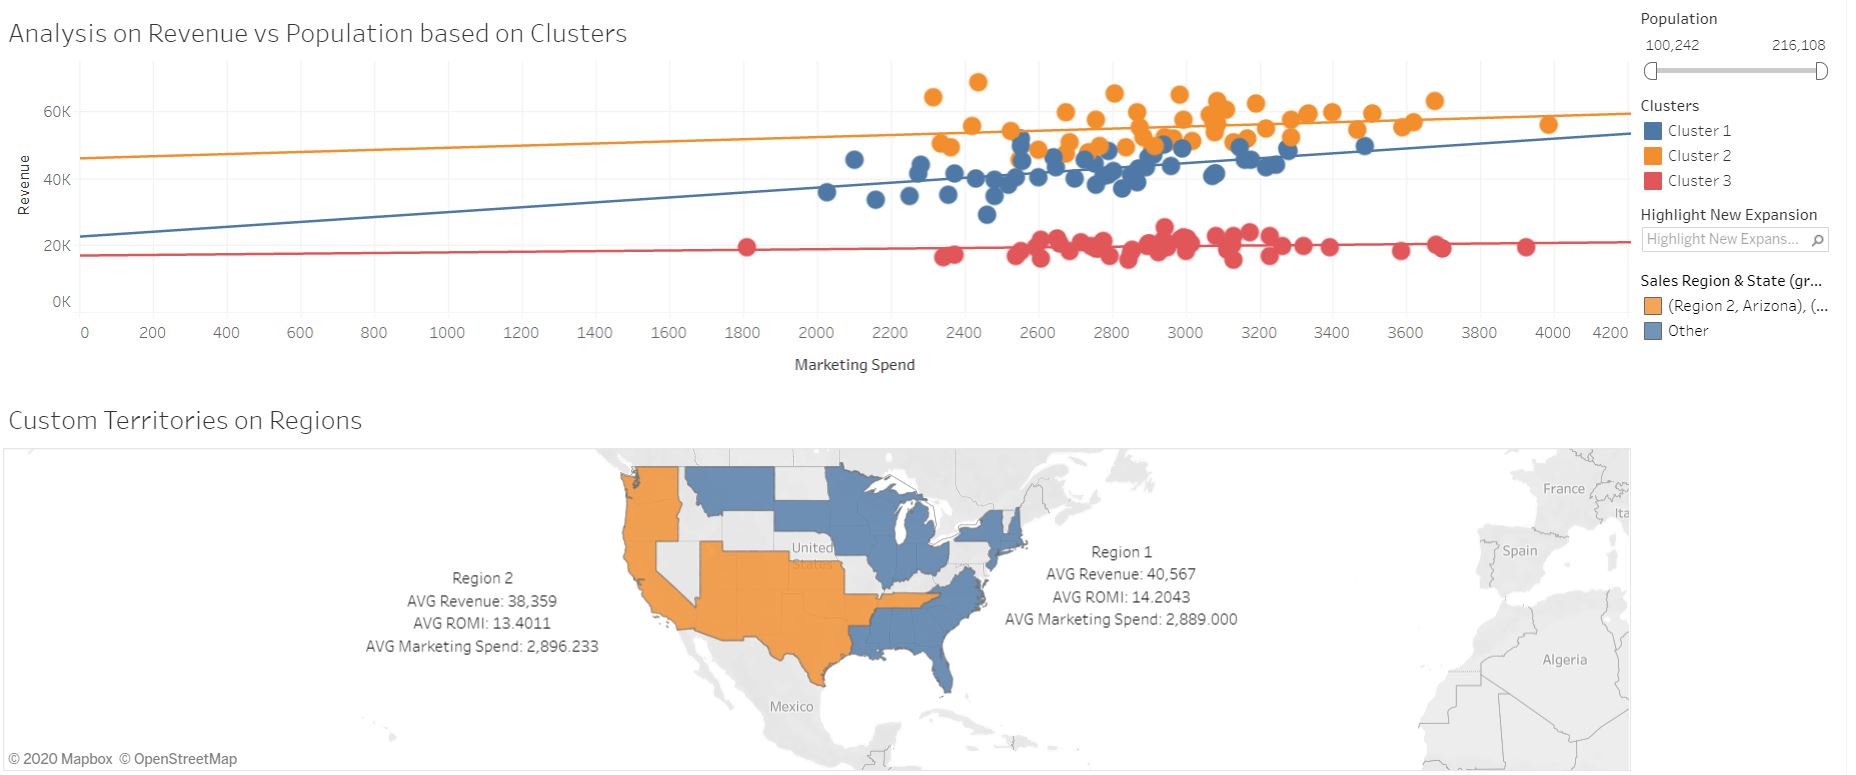 Analysis on Revenue vs Population based on Clusters
60K
40K
20K
0K
Revenue
0 200 400 600 800 1000 1200 1400 1600 1800 2000 2200 2400 2600 2800 3000 3200 3400 3600 3800 4000 4200
Marketing Spend
Population
100,242 216,108
Clusters
Cluster 1
Cluster 2
Cluster 3
Highlight New Expansion
Highlight New Expans...
Sales Region & State (gr...
(Region 2, Arizona), (...
Other
Custom Territories on Regions
United
States
Region 2
AVG Revenue: 38,359
AVG ROMI: 13.4011
AVG Marketing Spend: 2,896.233
Region 1
AVG Revenue: 40,567
AVG ROMI: 14.2043
AVG Marketing Spend: 2,889.000
Mexico
France
Ita
Spain
Algeria
© 2020 Mapbox © OpenStreetMap